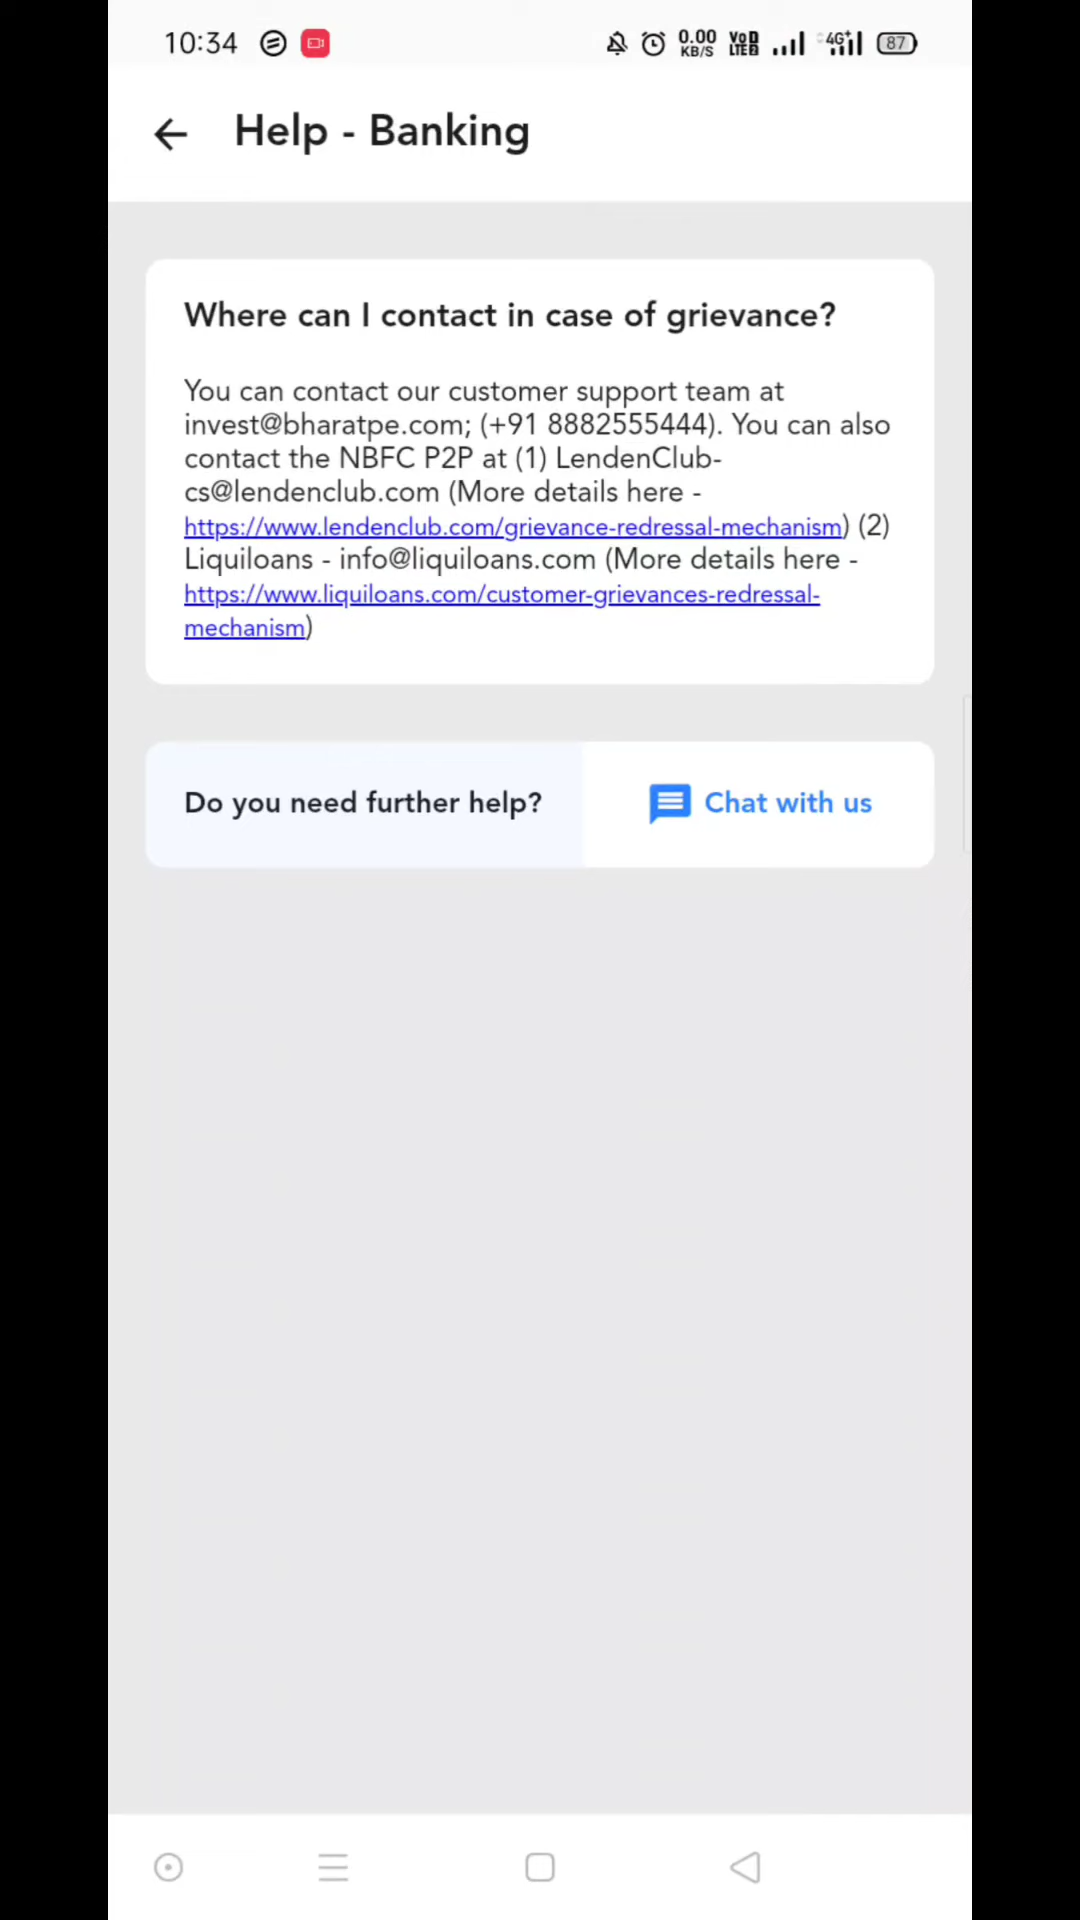 10:34
0.00
KB/S
Vo
LTE
4G+
87
Help - Banking
Where can I contact in case of grievance?
You can contact our customer support team at
invest@bharatpe.com; (+91 8882555444). You can also
contact the NBFC P2P at (1) LendenClub-
cs@lendenclub.com (More details here -
https://www.lendenclub.com/grievance-redressal-mechanism) (2)
Liquiloans - info@liquiloans.com (More details here -
https://www.liquiloans.com/customer-grievances-redressal-
mechanism)
Do you need further help?
Chat with us